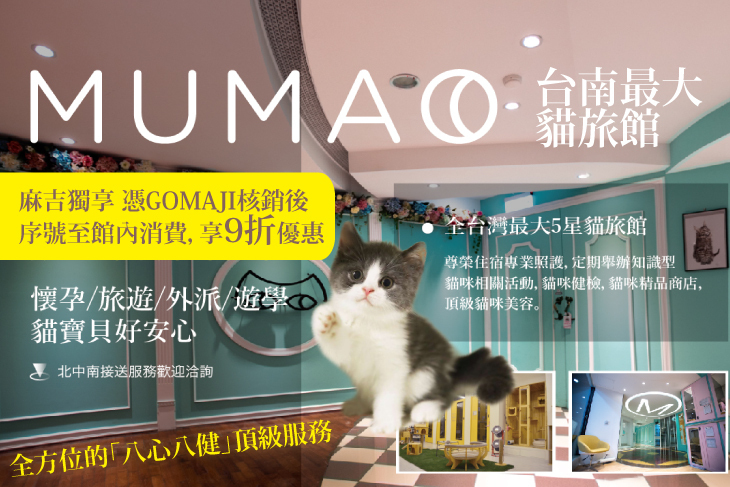 MUMAO
台南最大
貓旅館
麻吉獨享 憑GOMAJI核銷後
序號至館內消費, 享9折優惠
全台灣最大5星貓旅館
尊榮住宿專業照護, 定期舉辦知識型
貓咪相關活動, 貓咪健檢, 貓咪精品商店,
頂級貓咪美容。
懷孕/旅遊/外派/遊學
貓寶貝好安心
北中南接送服務歡迎洽詢
全方位的「八心八健」頂級服務
M